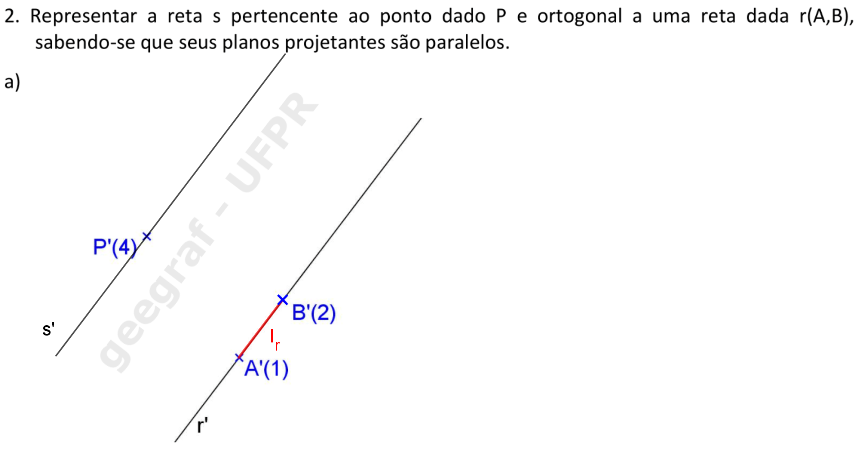 2. Representar a reta s pertencente ao ponto dado P e ortogonal a uma reta dada r(A,B),
sabendo-se que seus planos projetantes são paralelos.
a)
geegraf - UFPR
P'(4)
B'(2)
s'
I
r
A'(1)
r'